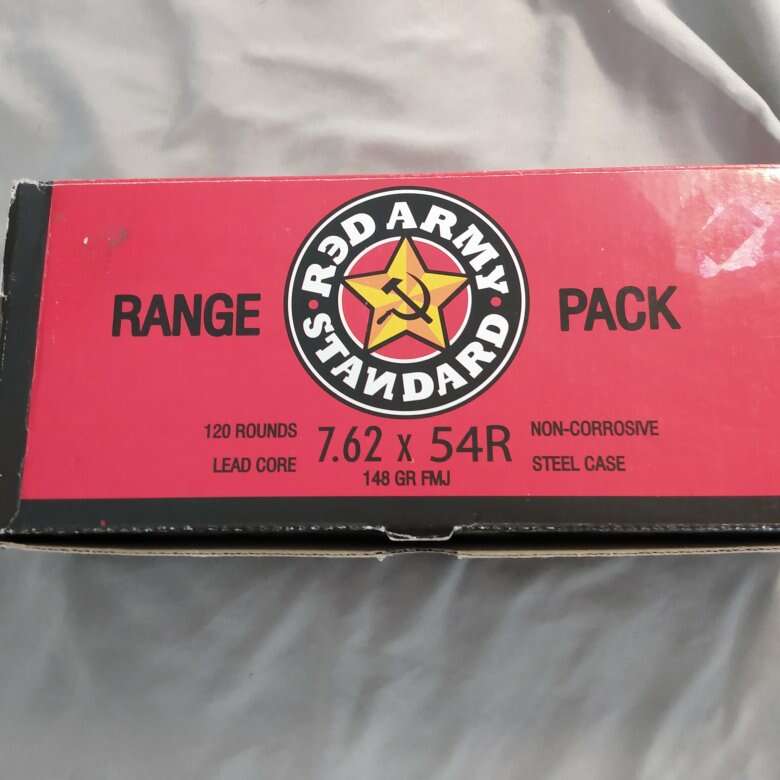 RƎD ARMY
STAИDARD
RANGE PACK
120 ROUNDS
LEAD CORE
7.62 x 54R
148 GR FMJ
NON-CORROSIVE
STEEL CASE